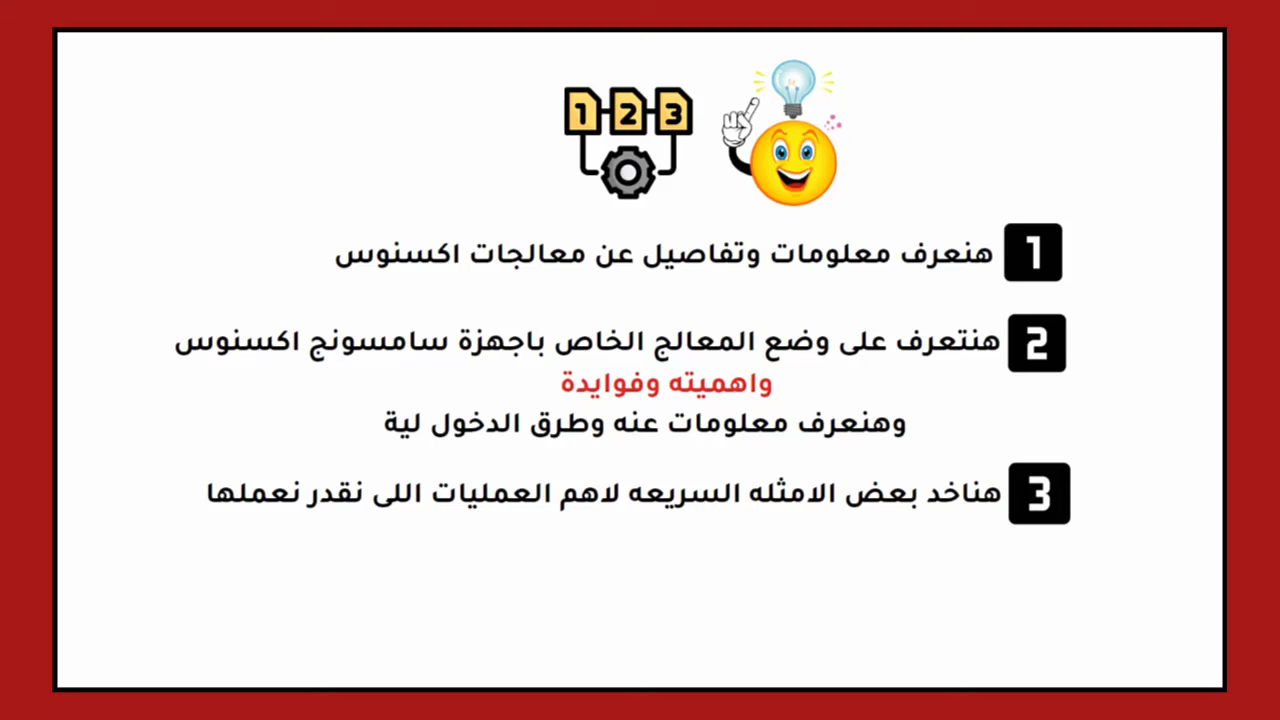 1 2 3
1 هنعرف معلومات وتفاصيل عن معالجات اكسنوس
2 هنتعرف على وضع المعالج الخاص باجهزة سامسونج اكسنوس
واهميته وفوايدة
وهنعرف معلومات عنه وطرق الدخول لية
3 هناخد بعض الامثله السريعه لاهم العمليات اللى نقدر نعملها